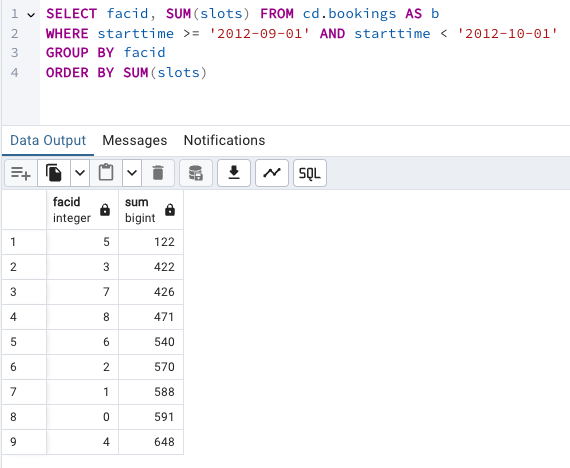 1 SELECT facid, SUM(slots) FROM cd.bookings AS b
2 WHERE starttime >= '2012-09-01' AND starttime < '2012-10-01'
3 GROUP BY facid
4 ORDER BY SUM(slots)
Data Output Messages Notifications
SQL
facid sum
integer bigint
1 5 122
2 3 422
3 7 426
4 8 471
5 6 540
6 2 570
7 1 588
8 0 591
9 4 648